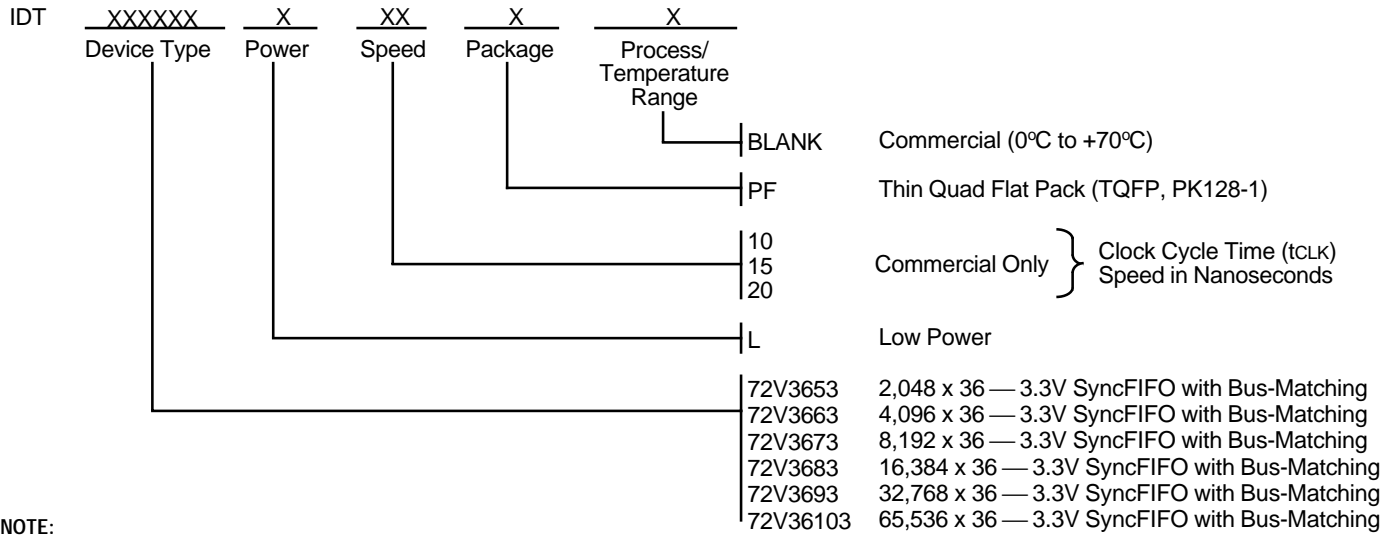 IDT XXXXXX X XX X X
Device Type Power Speed Package Process/
Temperature
Range
BLANK Commercial (0ºC to +70ºC)
PF Thin Quad Flat Pack (TQFP, PK128-1)
10
15
20
Commercial Only
Clock Cycle Time (tCLK)
Speed in Nanoseconds
L Low Power
72V3653 2,048 x 36 — 3.3V SyncFIFO with Bus-Matching
72V3663 4,096 x 36 — 3.3V SyncFIFO with Bus-Matching
72V3673 8,192 x 36 — 3.3V SyncFIFO with Bus-Matching
72V3683 16,384 x 36 — 3.3V SyncFIFO with Bus-Matching
72V3693 32,768 x 36 — 3.3V SyncFIFO with Bus-Matching
72V36103 65,536 x 36 — 3.3V SyncFIFO with Bus-Matching
NOTE: